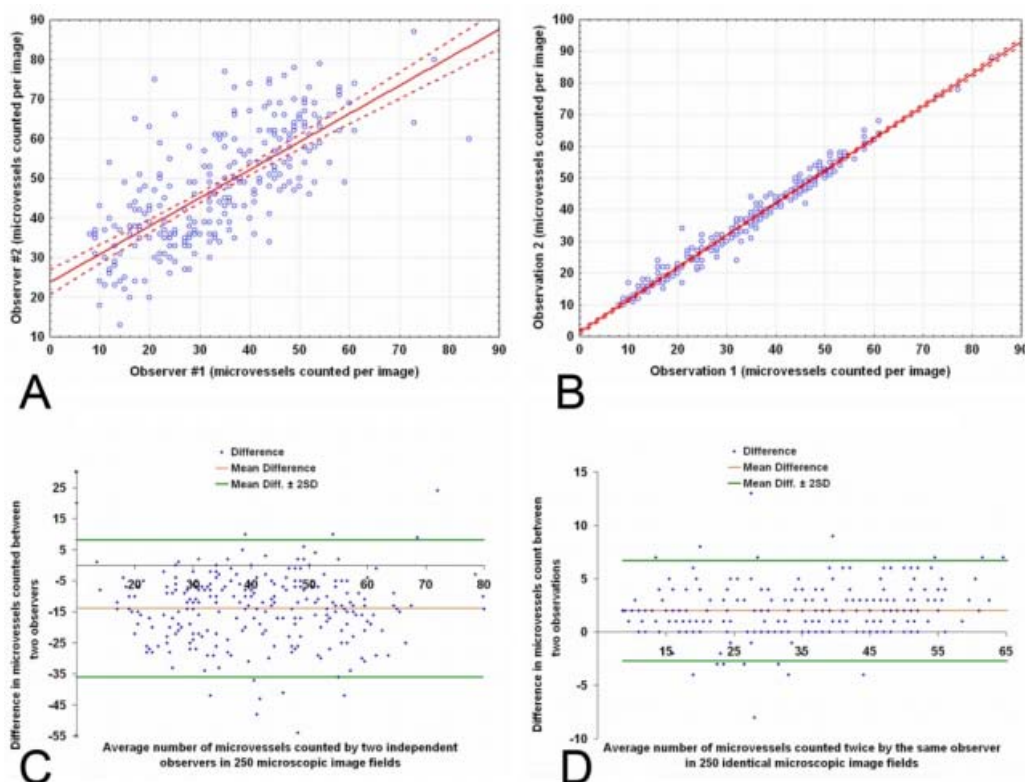 90
80
70
60
50
40
30
20
10
0 10 20 30 40 50 60 70 80 90
Observer #2 (microvessels counted per image)
Observer #1 (microvessels counted per image)
A
100
90
80
70
60
50
40
30
20
10
0
0 10 20 30 40 50 60 70 80 90
Observation 2 (microvessels counted per image)
Observation 1 (microvessels counted per image)
B
Difference
Mean Difference
Mean Diff. ± 2SD
25
15
5
-5
-15
-25
-35
-45
-55
20 30 40 50 60 70 80
Difference in microvessels counted between
two observers
Average number of microvessels counted by two independent
observers in 250 microscopic image fields
C
Difference
Mean Difference
Mean Diff. ± 2SD
15
10
5
0
-5
-10
15 25 35 45 55 65
Difference in microvessels count between
two observations
Average number of microvessels counted twice by the same observer
in 250 identical microscopic image fields
D